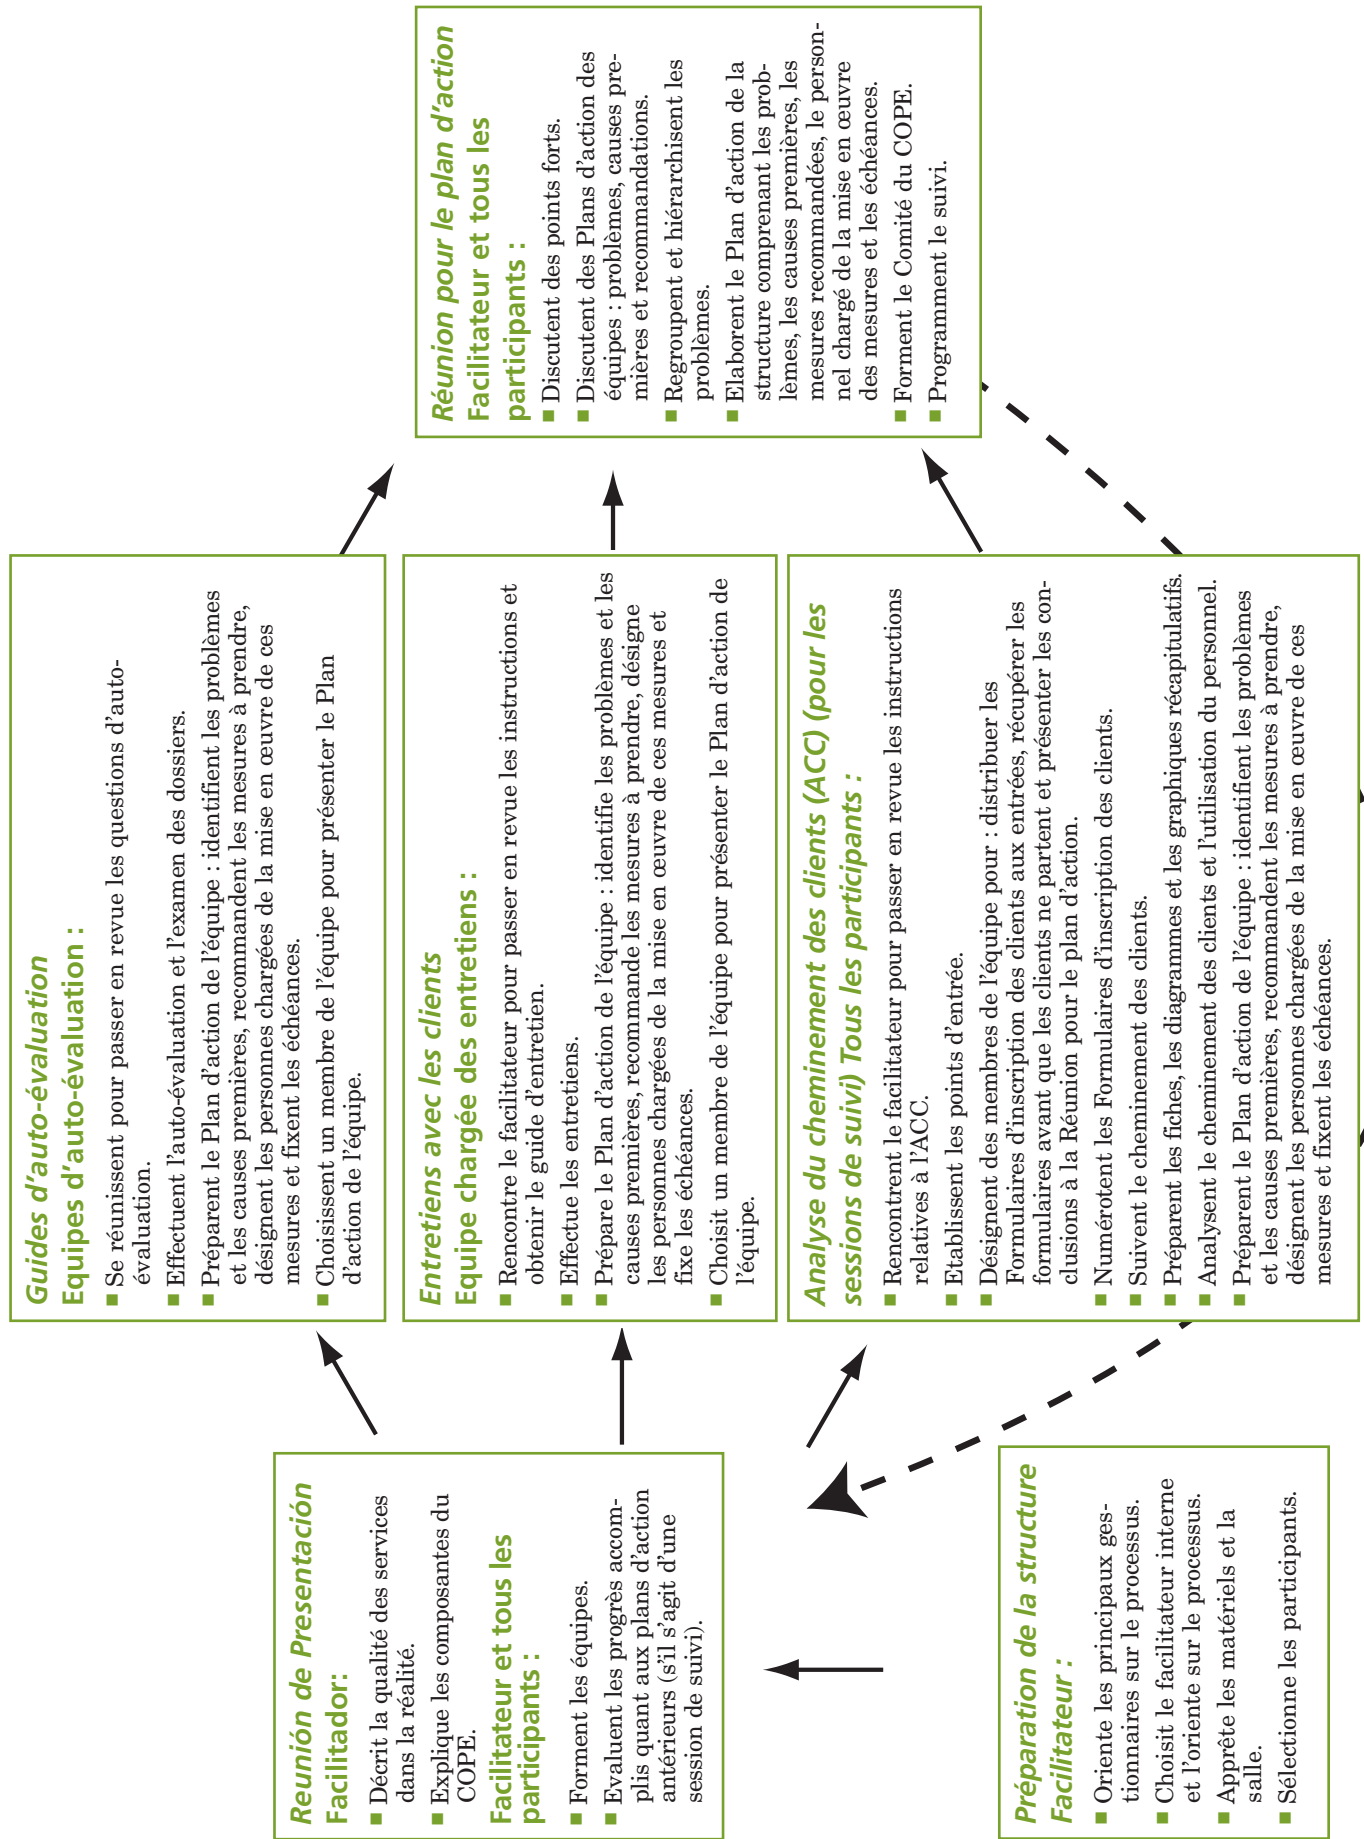 Préparation de la structure
Facilitateur :
■ Oriente les principaux ges-
tionnaires sur le processus.
■ Choisit le facilitateur interne
et l'oriente sur le processus.
■ Apprête les matériels et la
salle.
■ Sélectionne les participants.
Reunión de Presentación
Facilitador:
■ Décrit la qualité des services
dans la réalité.
■ Explique les composantes du
COPE.
Facilitateur et tous les
participants :
■ Forment les équipes.
■ Evaluent les progrès accom-
plis quant aux plans d'action
antérieurs (s'il s'agit d'une
session de suivi).
Guides d'auto-évaluation
Equipes d'auto-évaluation :
■ Se réunissent pour passer en revue les questions d'auto-
évaluation.
■ Effectuent l'auto-évaluation et l'examen des dossiers.
■ Préparent le Plan d'action de l'équipe : identifient les problèmes
et les causes premières, recommandent les mesures à prendre,
désignent les personnes chargées de la mise en œuvre de ces
mesures et fixent les échéances.
■ Choisissent un membre de l'équipe pour présenter le Plan
d'action de l'équipe.
Entretiens avec les clients
Equipe chargée des entretiens :
■ Rencontre le facilitateur pour passer en revue les instructions et
obtenir le guide d'entretien.
■ Effectue les entretiens.
■ Prépare le Plan d'action de l'équipe : identifie les problèmes et les
causes premières, recommande les mesures à prendre, désigne
les personnes chargées de la mise en œuvre de ces mesures et
fixe les échéances.
■ Choisit un membre de l'équipe pour présenter le Plan d'action de
l'équipe.
Analyse du cheminement des clients (ACC) (pour les
sessions de suivi) Tous les participants :
■ Rencontrent le facilitateur pour passer en revue les instructions
relatives à l'ACC.
■ Etablissent les points d'entrée.
■ Désignent des membres de l'équipe pour : distribuer les
Formulaires d'inscription des clients aux entrées, récupérer les
formulaires avant que les clients ne partent et présenter les con-
clusions à la Réunion pour le plan d'action.
■ Numérotent les Formulaires d'inscription des clients.
■ Suivent le cheminement des clients.
■ Préparent les fiches, les diagrammes et les graphiques récapitulatifs.
■ Analysent le cheminement des clients et l'utilisation du personnel.
■ Préparent le Plan d'action de l'équipe : identifient les problèmes
et les causes premières, recommandent les mesures à prendre,
désignent les personnes chargées de la mise en œuvre de ces
mesures et fixent les échéances.
Réunion pour le plan d'action
Facilitateur et tous les
participants :
■ Discutent des points forts.
■ Discutent des Plans d'action des
équipes : problèmes, causes pre-
mières et recommandations.
■ Regroupent et hiérarchisent les
problèmes.
■ Elaborent le Plan d'action de la
structure comprenant les prob-
lèmes, les causes premières, les
mesures recommandées, le person-
nel chargé de la mise en œuvre
des mesures et les échéances.
■ Forment le Comité du COPE.
■ Programment le suivi.